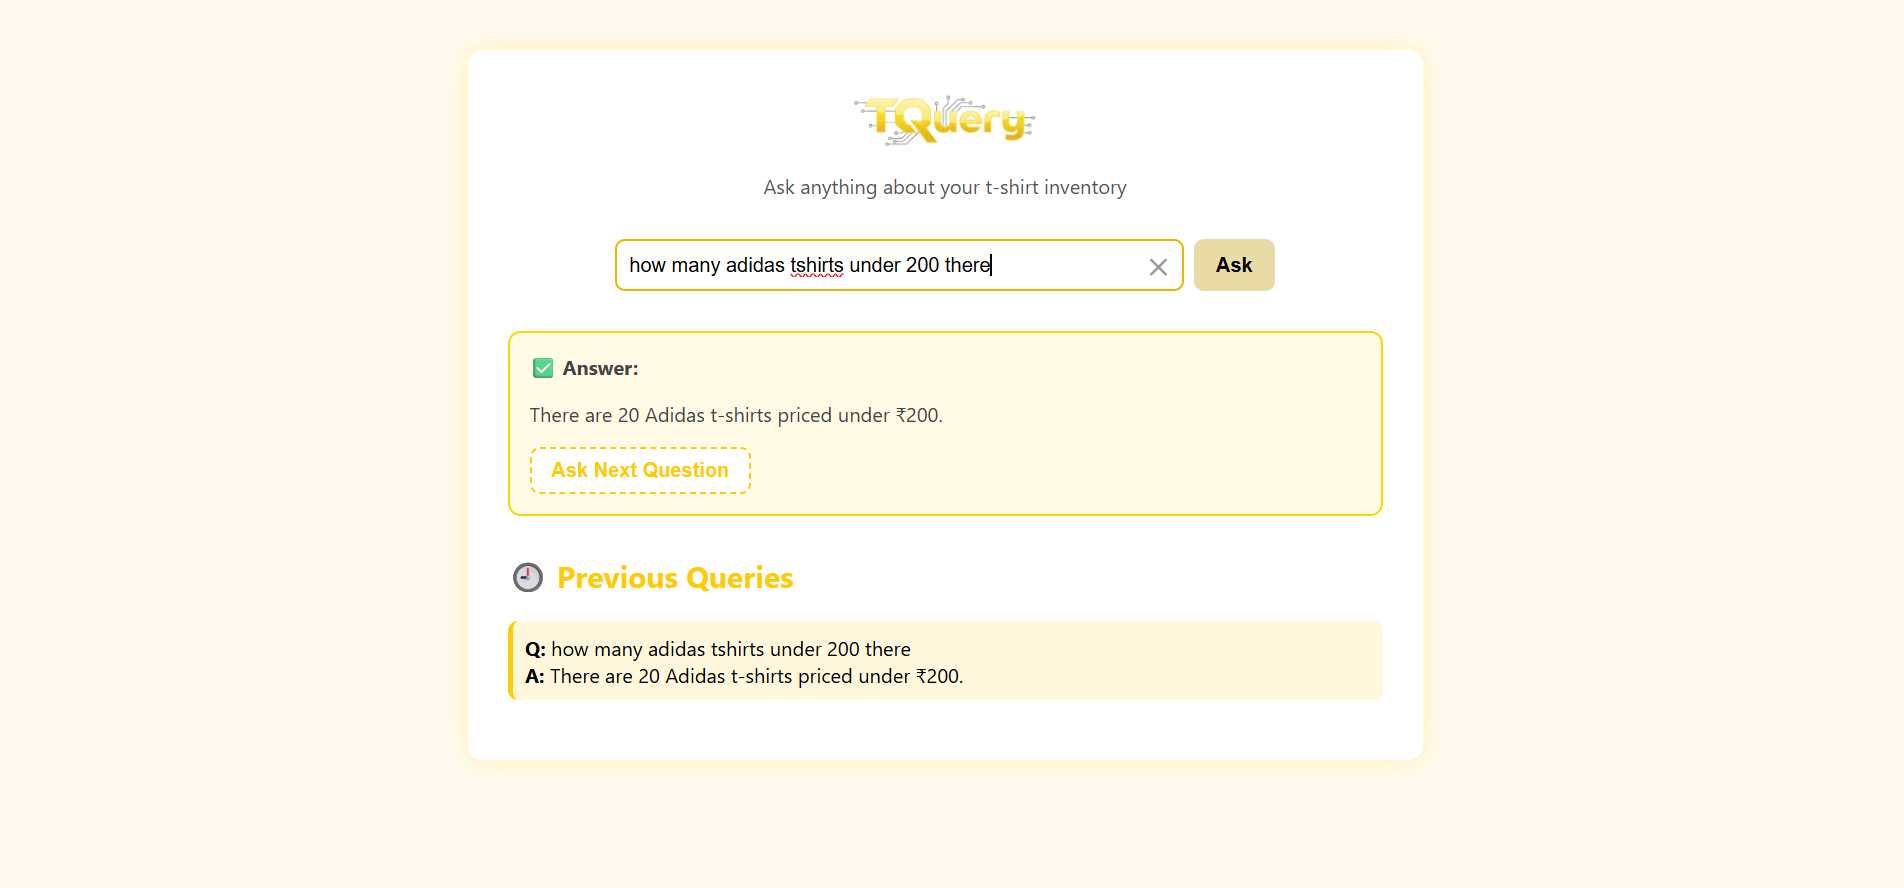 TQuery
Ask anything about your t-shirt inventory
how many adidas tshirts under 200 there
Ask
✅ Answer:
There are 20 Adidas t-shirts priced under ₹200.
Ask Next Question
🕘 Previous Queries
Q: how many adidas tshirts under 200 there
A: There are 20 Adidas t-shirts priced under ₹200.